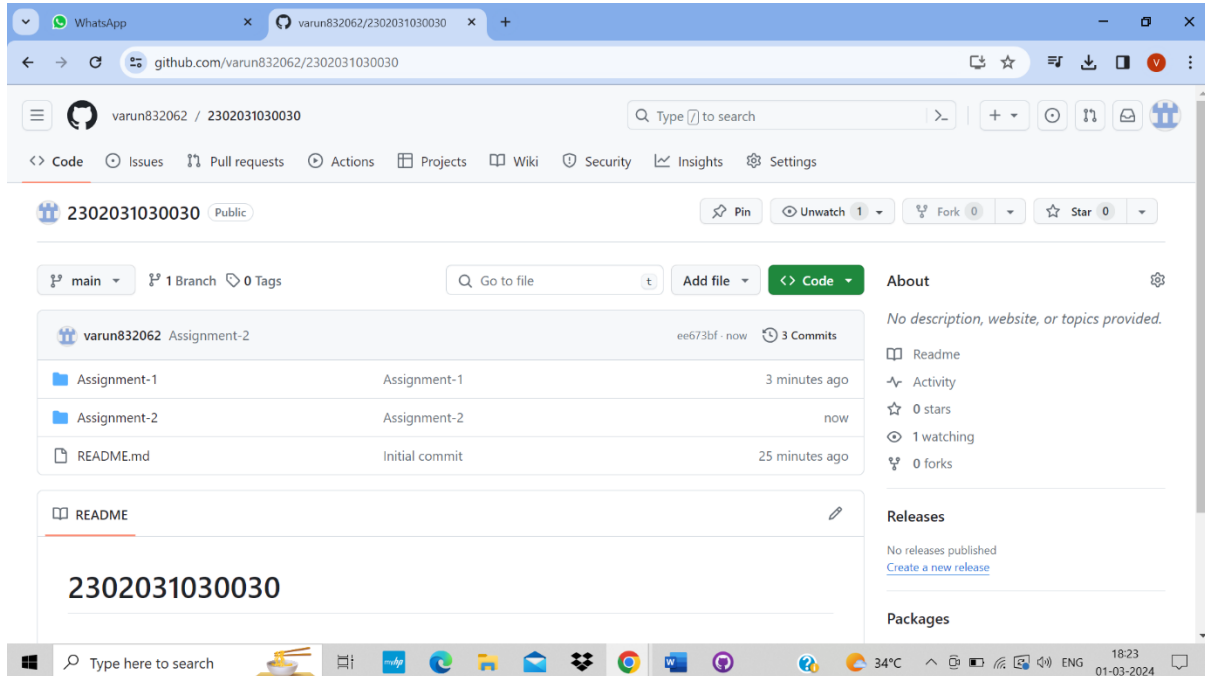 WhatsApp
varun832062/2302031030030
github.com/varun832062/2302031030030
V
varun832062 / 2302031030030
Type / to search
Code Issues Pull requests Actions Projects Wiki Security Insights Settings
2302031030030 Public
Pin Unwatch 1 Fork 0 Star 0
main 1 Branch 0 Tags
Go to file t
Add file Code
varun832062 Assignment-2 ee673bf · now 3 Commits
Assignment-1 Assignment-1 3 minutes ago
Assignment-2 Assignment-2 now
README.md Initial commit 25 minutes ago
README
2302031030030
About
No description, website, or topics provided.
Readme
Activity
0 stars
1 watching
0 forks
Releases
No releases published
Create a new release
Packages
Type here to search
myhp
W
34°C
ENG
18:23
01-03-2024